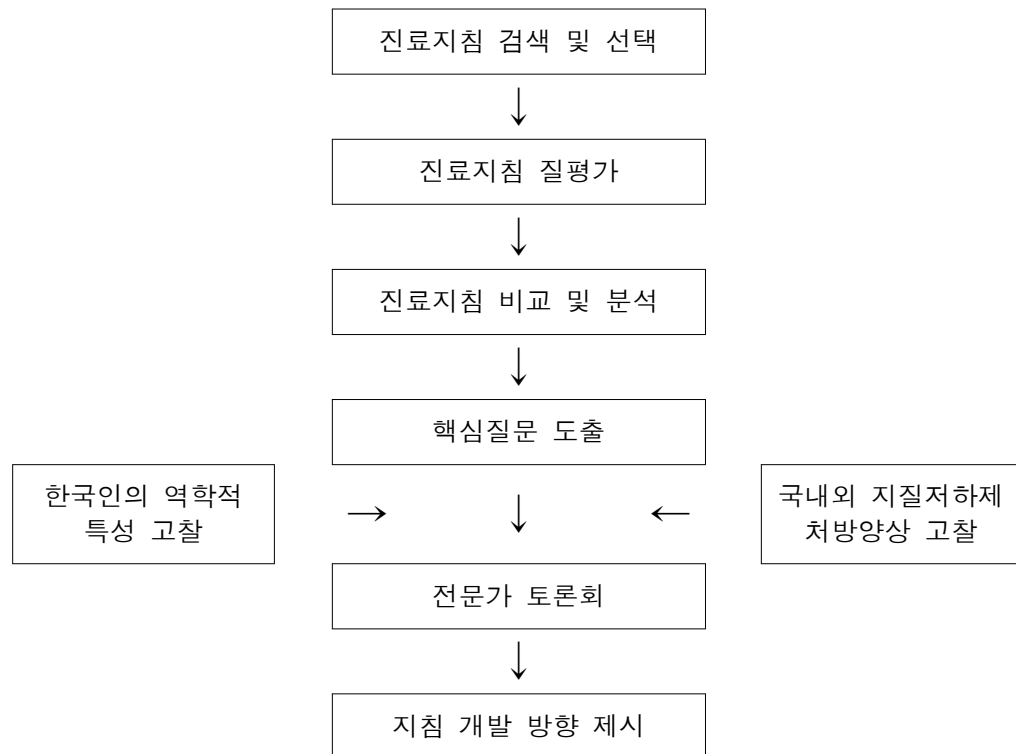 진료지침 검색 및 선택
↓
진료지침 질평가
↓
진료지침 비교 및 분석
↓
핵심질문 도출
한국인의 역학적
특성 고찰
→
↓
←
국내외 지질저하제
처방양상 고찰
전문가 토론회
↓
지침 개발 방향 제시